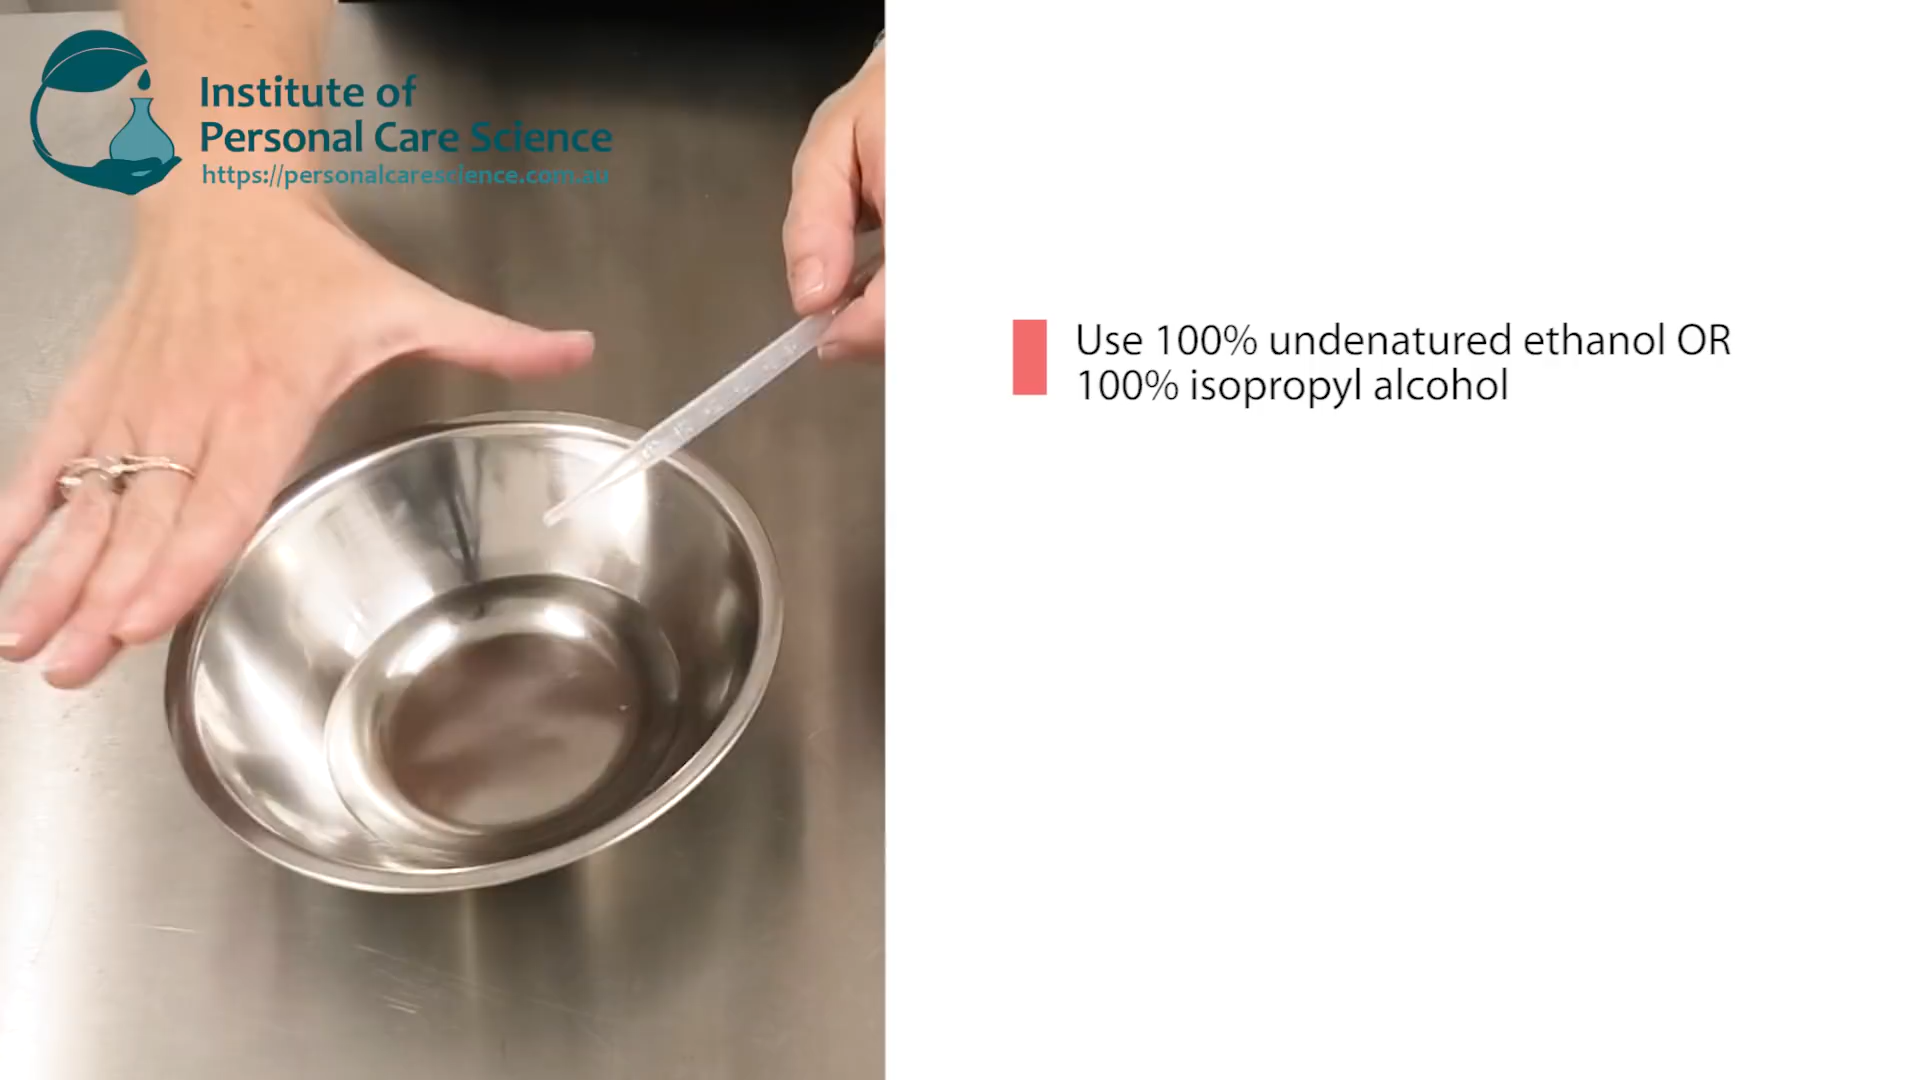 Institute of
Personal Care Science
https://personalcarescience.com.au
Use 100% undenatured ethanol OR
100% isopropyl alcohol